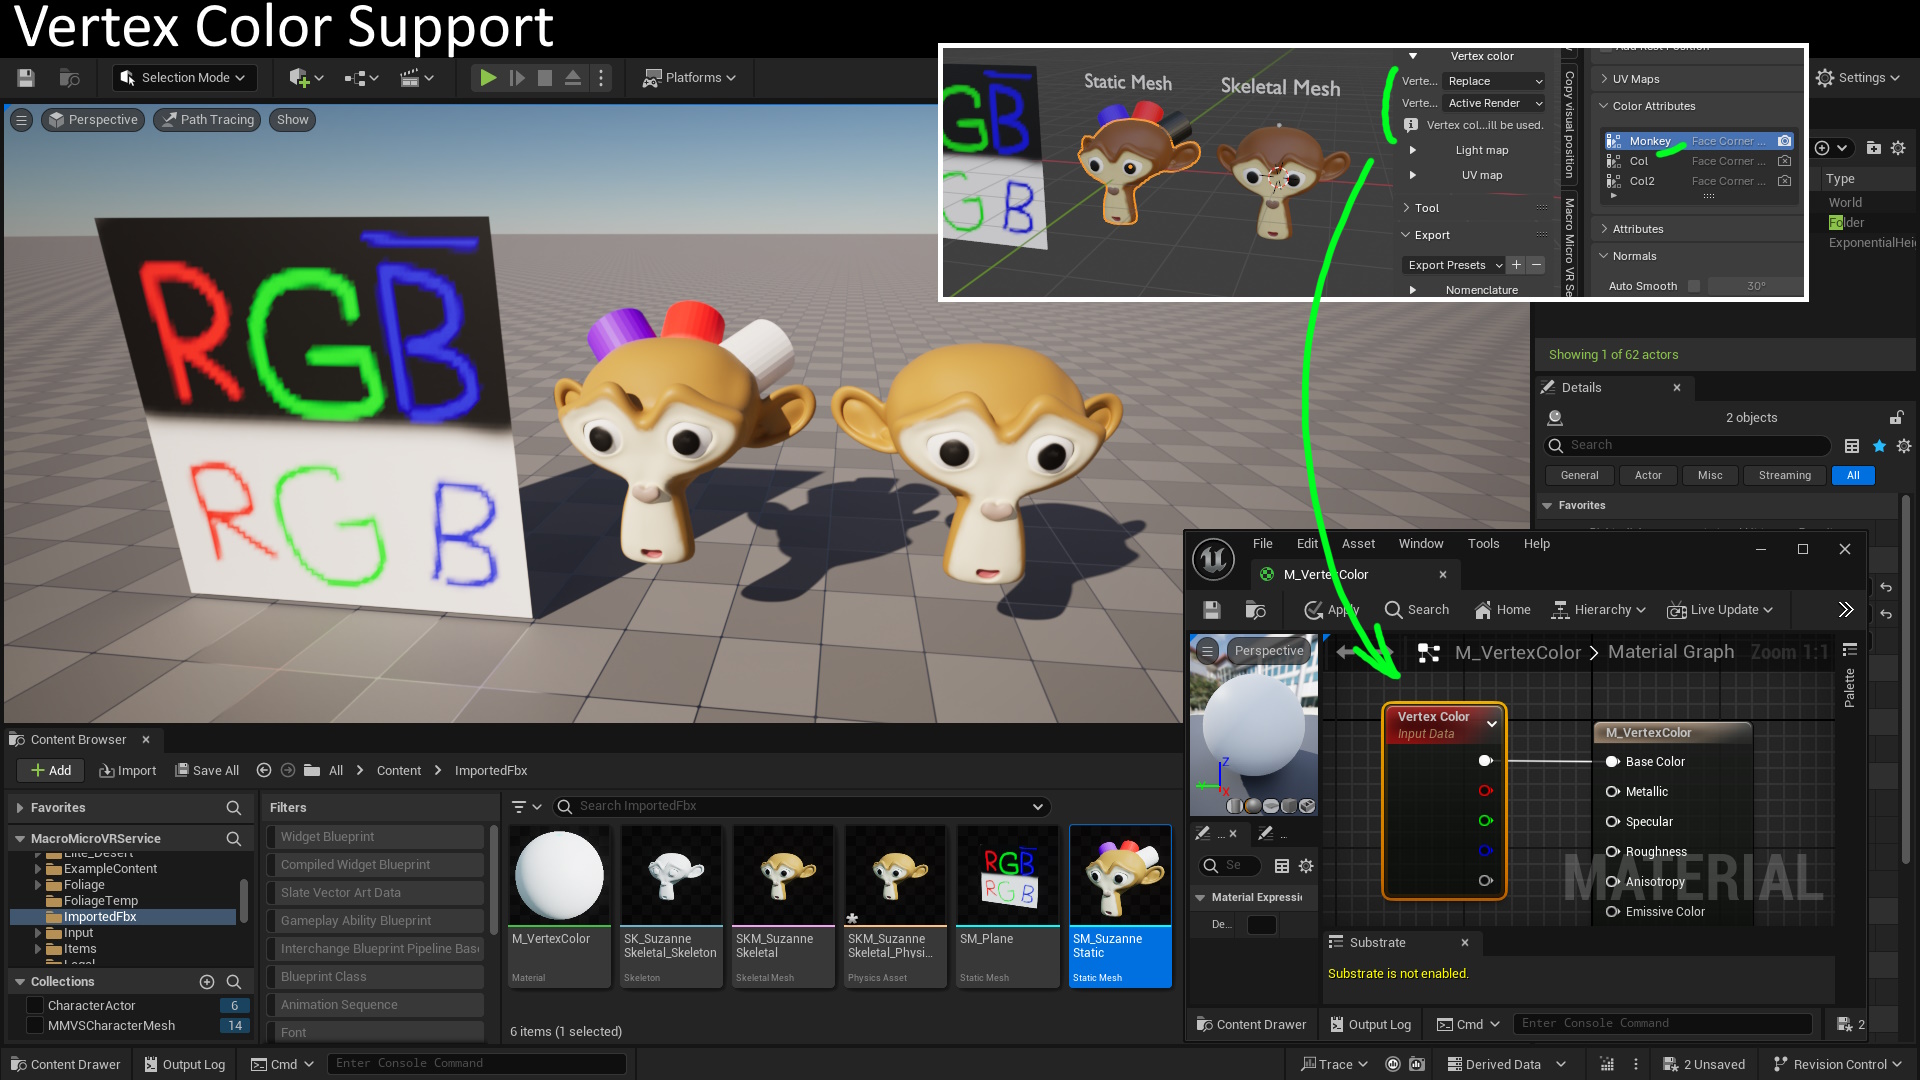 Vertex Color Support
Selection Mode
Platforms
Settings
Perspective
Path Tracing
Show
RGB
RGB
GB
GB
Static Mesh
Skeletal Mesh
Vertex color
Verte... Replace
Verte... Active Render
Vertex col...ill be used.
Light map
UV map
Tool
Export
Export Presets
Nomenclature
Copy visual position
Macro Micro VR Se
UV Maps
Color Attributes
Monkey Face Corner ...
Col Face Corner ...
Col2 Face Corner ...
Attributes
Normals
Auto Smooth 30°
Type
World
Folder
ExponentialHei
Showing 1 of 62 actors
Details
2 objects
Search
General Actor Misc Streaming All
Favorites
File Edit Asset Window Tools Help
M_VertexColor
Apply Search Home Hierarchy Live Update
Perspective
M_VertexColor > Material Graph Zoom 1:1
Palette
Vertex Color
Input Data
M_VertexColor
Base Color
Metallic
Specular
Roughness
Anisotropy
Emissive Color
MATERIAL
Z
Y
X
...
...
Se
Material Expressi
De...
Substrate
Substrate is not enabled.
Content Drawer Output Log Cmd Enter Console Command 2
Content Browser
Add Import Save All All > Content > ImportedFbx
Favorites
MacroMicroVRService
Elite_Desert
ExampleContent
Foliage
FoliageTemp
ImportedFbx
Input
Items
Collections
CharacterActor 6
MMVSCharacterMesh 14
Filters
Widget Blueprint
Compiled Widget Blueprint
Slate Vector Art Data
Gameplay Ability Blueprint
Interchange Blueprint Pipeline Base
Blueprint Class
Animation Sequence
Font
Search ImportedFbx
RGB
RGB
M_VertexColor
Material
SK_Suzanne
Skeletal_Skeleton
Skeleton
SKM_Suzanne
Skeletal
Skeletal Mesh
SKM_Suzanne
Skeletal_Physi...
Physics Asset
SM_Plane
Static Mesh
SM_Suzanne
Static
Static Mesh
6 items (1 selected)
Content Drawer Output Log Cmd Enter Console Command
Trace Derived Data 2 Unsaved Revision Control